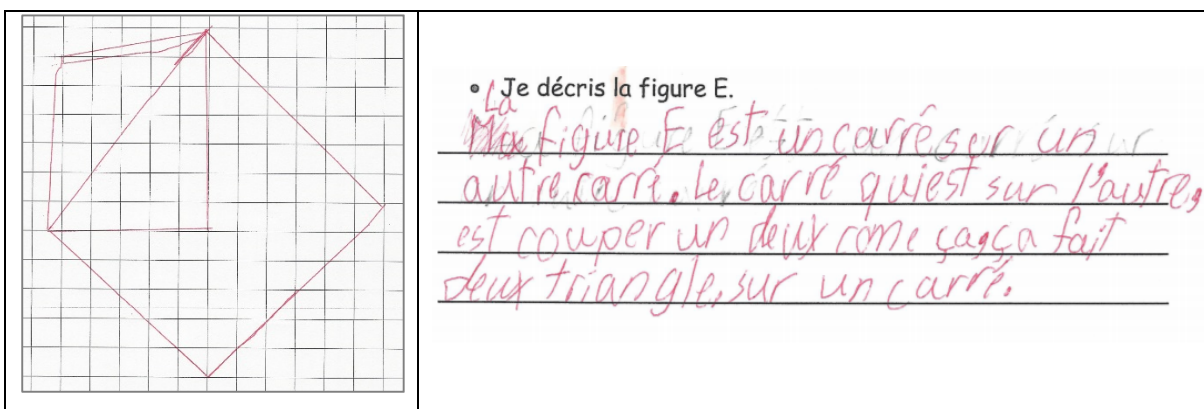 • Je décris la figure E.
La figure E est un carré sur un
autre carré. Le carré qui est sur l'autre,
est couper un deux come ça, ça fait
deux triangle, sur un carré.